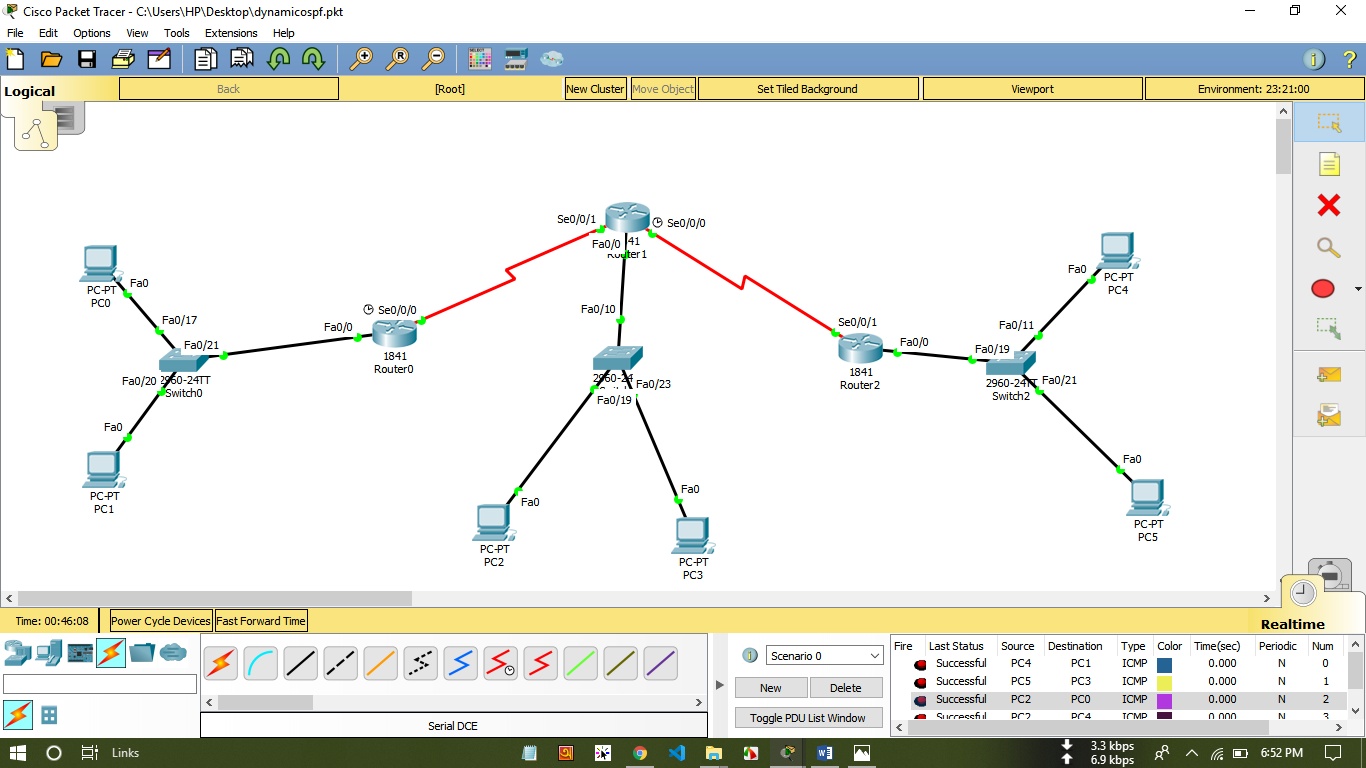 Cisco Packet Tracer - C:\Users\HP\Desktop\dynamicospf.pkt
File Edit Options View Tools Extensions Help
Logical Back [Root] New Cluster Move Object Set Tiled Background Viewport Environment: 23:21:00
Se0/0/1 Se0/0/0
Fa0/0 41
Router1
PC-PT
PC0
Fa0
Fa0/17
Fa0/21
2960-24TT
Switch0
Fa0/20
Fa0
PC-PT
PC1
Fa0/0
Se0/0/0
1841
Router0
Fa0/10
2960-24
Fa0/23
Fa0/19
Fa0
PC-PT
PC2
Fa0
PC-PT
PC3
Se0/0/1
Fa0/0
1841
Router2
Fa0/19
Fa0/11
2960-24TT
Switch2
Fa0/21
Fa0
PC-PT
PC4
Fa0
PC-PT
PC5
Time: 00:46:08 Power Cycle Devices Fast Forward Time
Realtime
Serial DCE
Scenario 0
New Delete
Toggle PDU List Window
Fire Last Status Source Destination Type Color Time(sec) Periodic Num
Successful PC4 PC1 ICMP 0.000 N 0
Successful PC5 PC3 ICMP 0.000 N 1
Successful PC2 PC0 ICMP 0.000 N 2
Successful PC2 PC4 ICMP 0.000 N 3
Links
3.3 kbps
6.9 kbps
6:52 PM